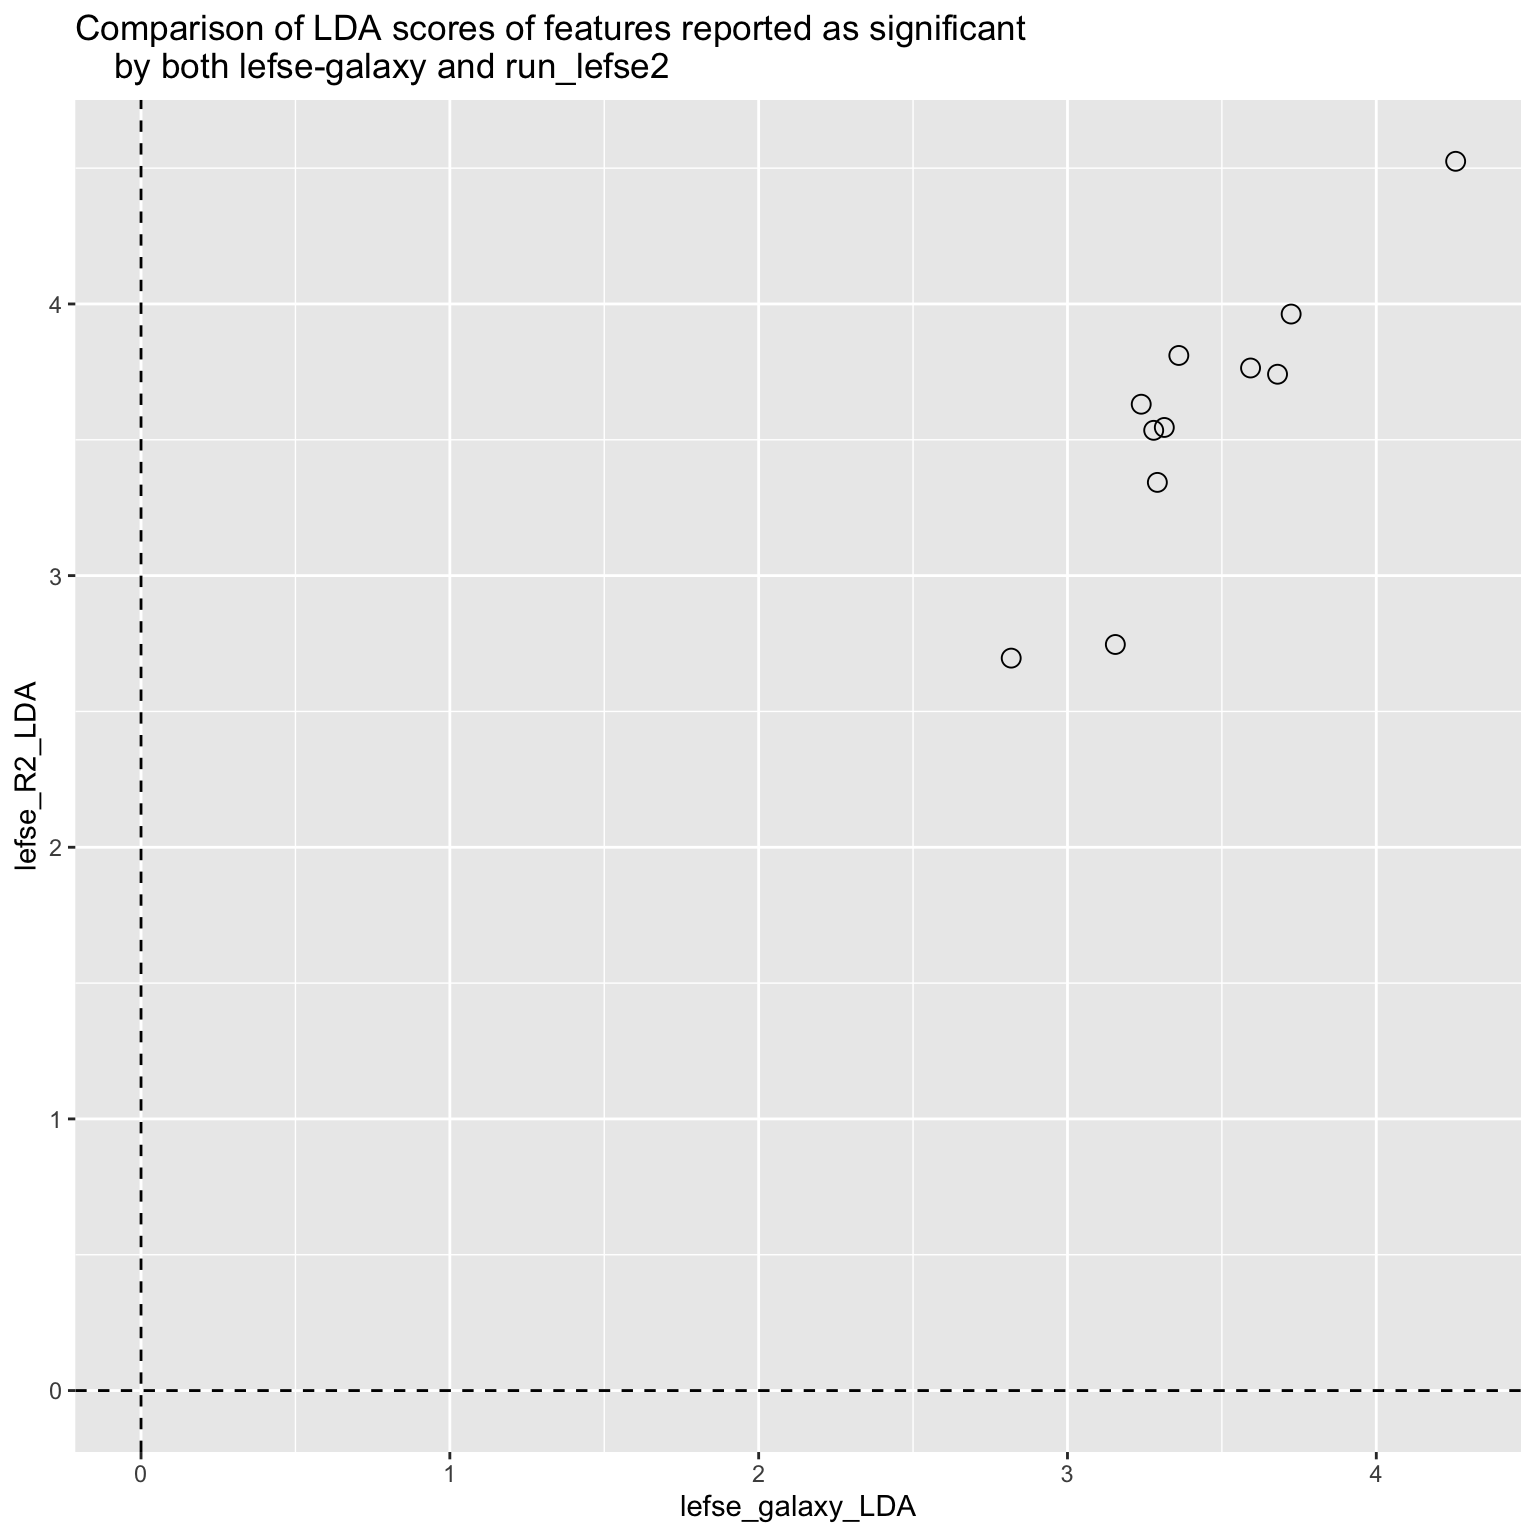 Comparison of LDA scores of features reported as significant
by both lefse-galaxy and run_lefse2
4
3
2
1
0
lefse_R2_LDA
0 1 2 3 4
lefse_galaxy_LDA